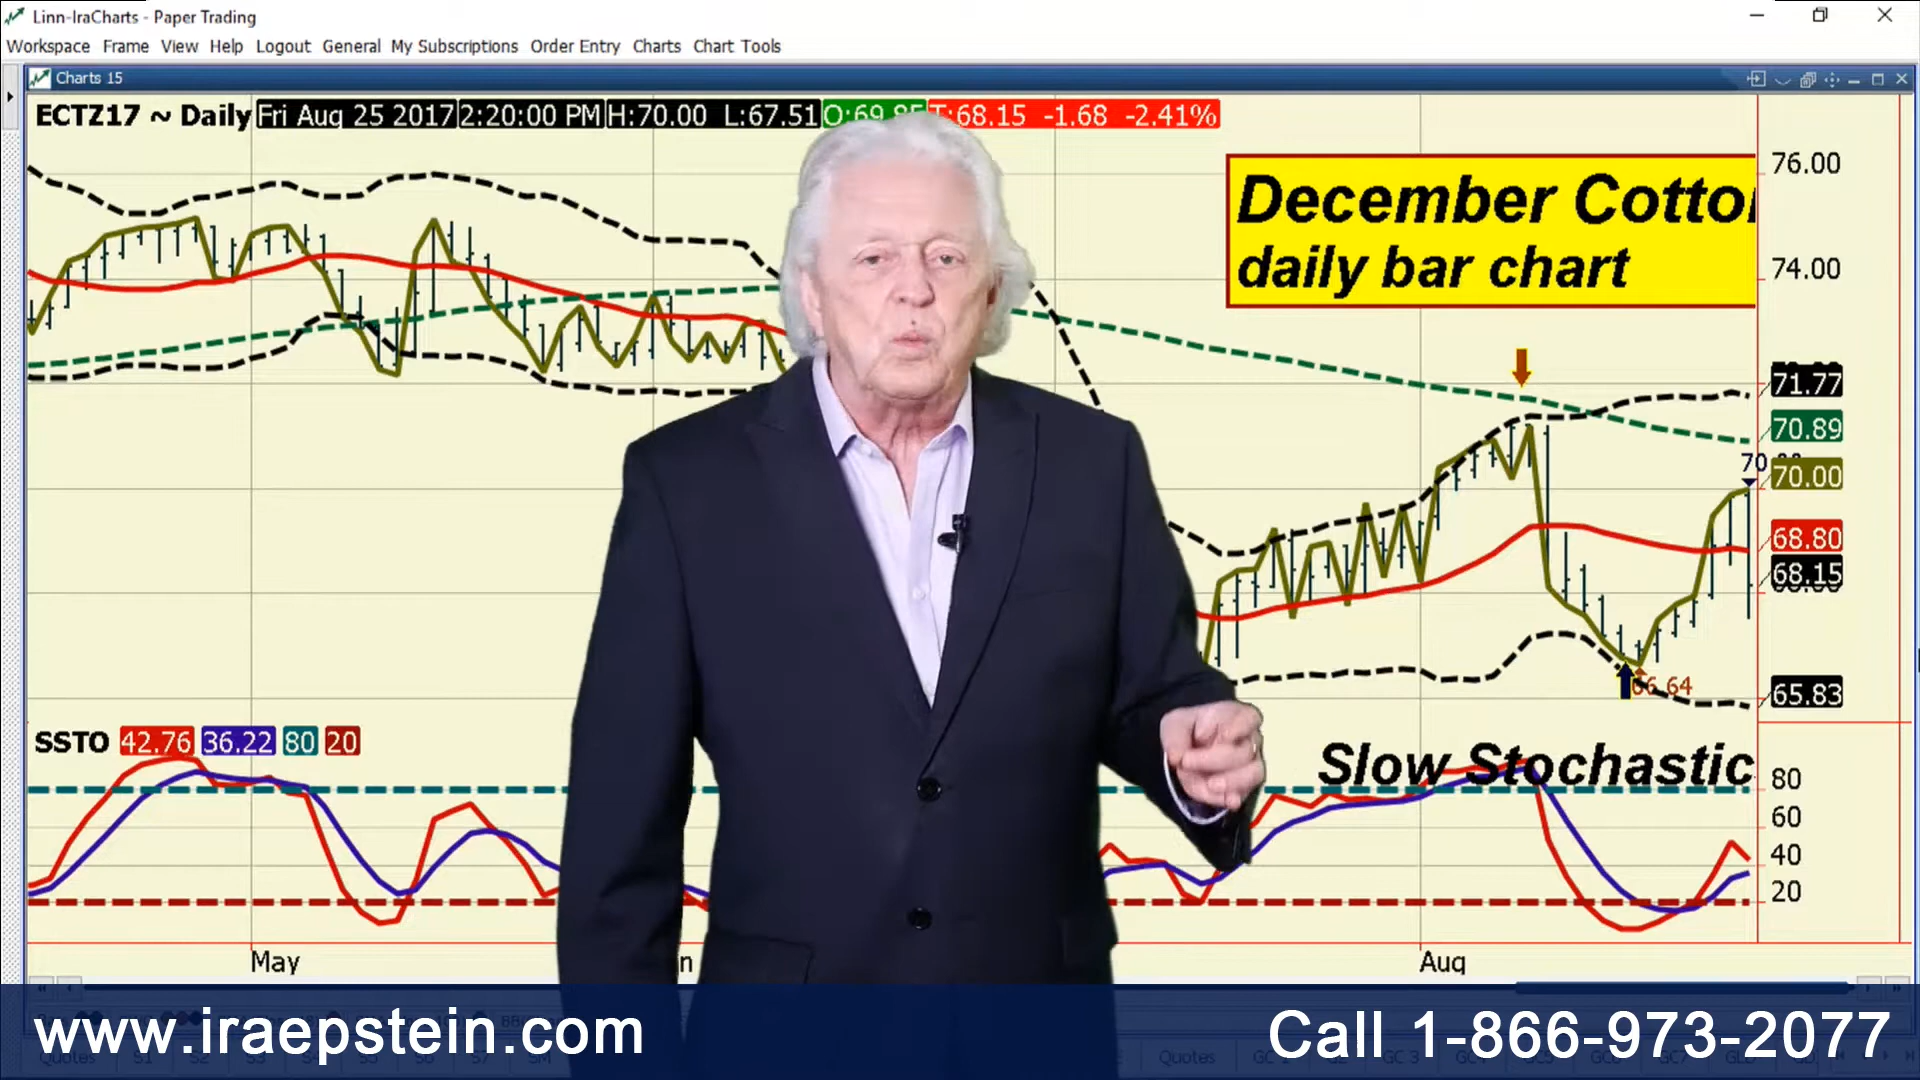 Linn-IraCharts - Paper Trading
Workspace Frame View Help Logout General My Subscriptions Order Entry Charts Chart Tools
Charts 15
ECTZ17 ~ Daily Fri Aug 25 2017 2:20:00 PM H:70.00 L:67.51 O:69.85 T:68.15 -1.68 -2.41%
December Cotto
daily bar chart
76.00
74.00
71.77
70.89
70.00
68.80
68.15
66.64
65.83
SSTO 42.76 36.22 80 20
Slow Stochastic
80
60
40
20
May
Aug
www.iraepstein.com
Call 1-866-973-2077